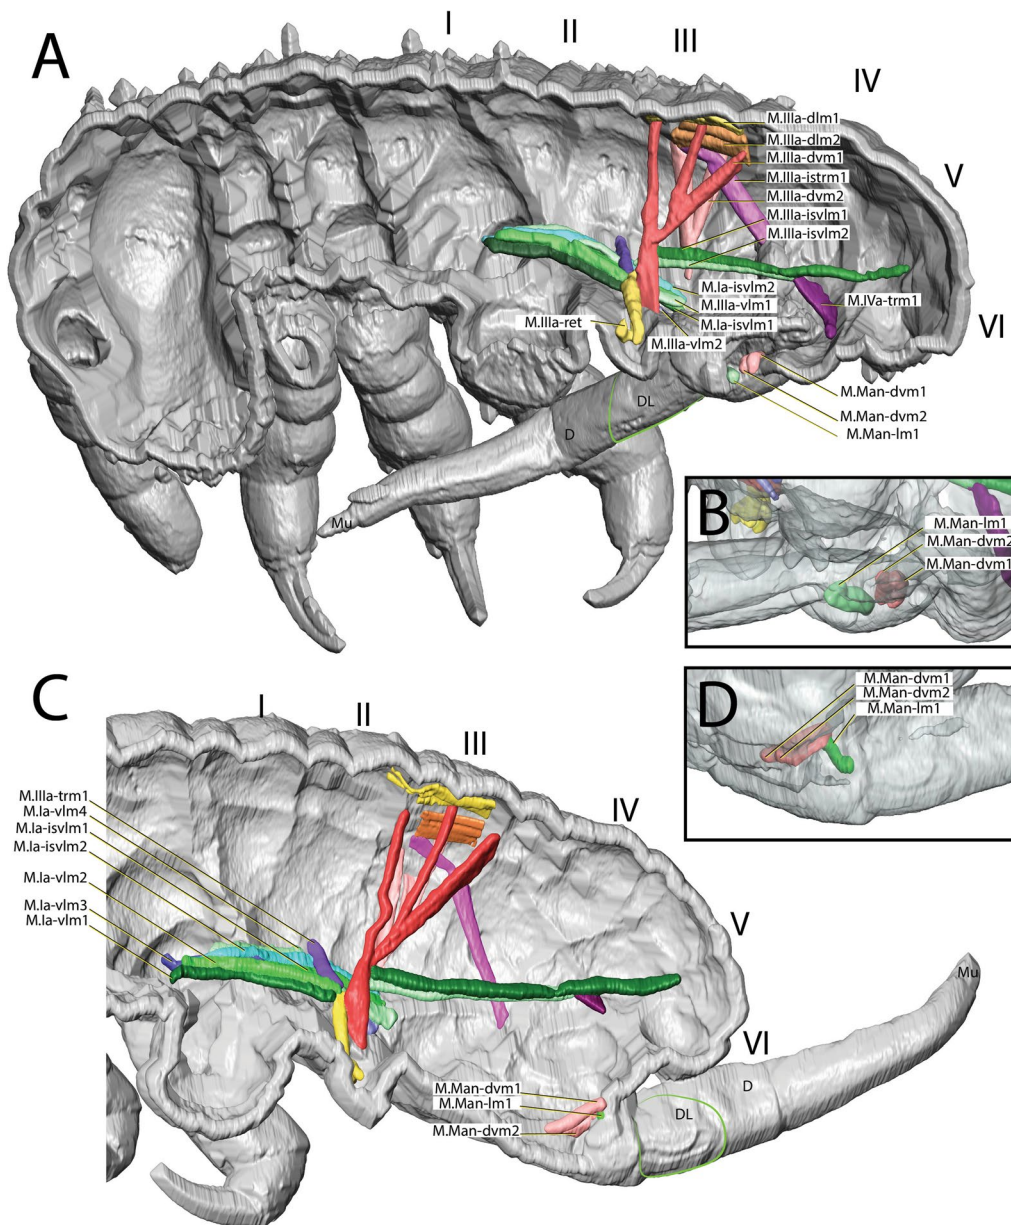 A
I
II
III
IV
V
VI
M.IIIa-dlm1
M.IIIa-dlm2
M.IIIa-dvm1
M.IIIa-istrm1
M.IIIa-dvm2
M.IIIa-isvlm1
M.IIIa-isvlm2
M.Ia-isvlm2
M.IIIa-vlm1
M.Ia-isvlm1
M.IIIa-vlm2
M.IIIa-ret
M.IVa-trm1
M.Man-dvm1
M.Man-dvm2
M.Man-lm1
DL
D
Mu
B
M.Man-lm1
M.Man-dvm2
M.Man-dvm1
C
I
II
III
IV
V
VI
M.IIIa-trm1
M.Ia-vlm4
M.Ia-isvlm1
M.Ia-isvlm2
M.Ia-vlm2
M.Ia-vlm3
M.Ia-vlm1
M.Man-dvm1
M.Man-lm1
M.Man-dvm2
DL
D
Mu
D
M.Man-dvm1
M.Man-dvm2
M.Man-lm1